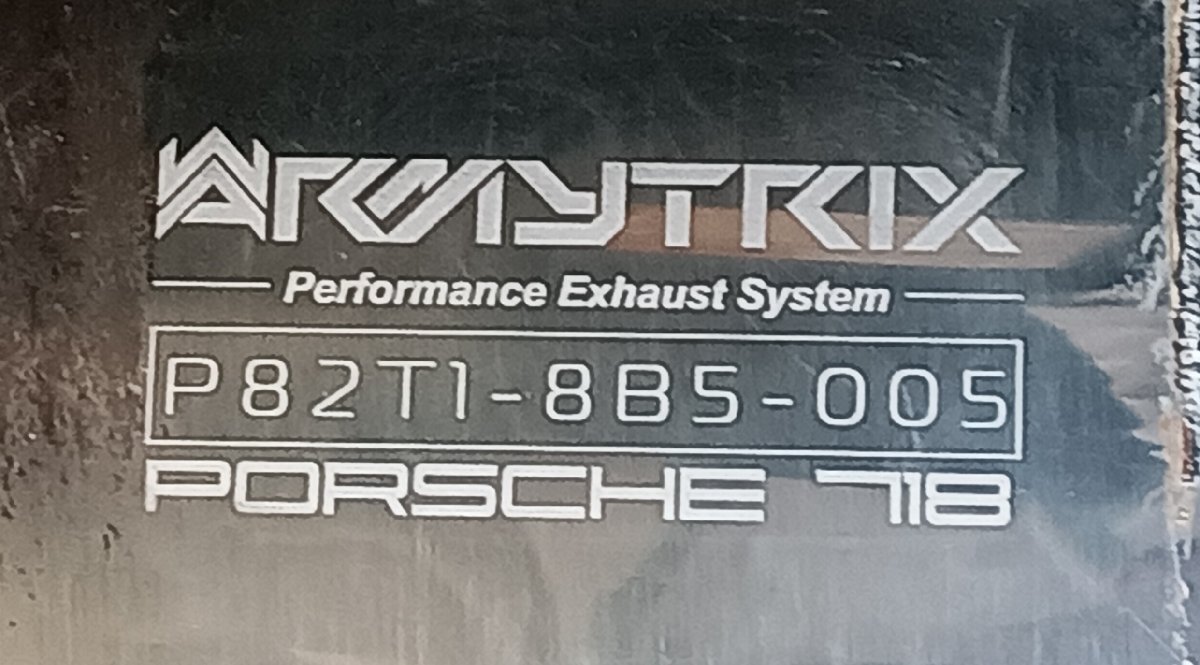 ARMYTRIX
Performance Exhaust System
P82T1-8B5-005
PORSCHE 718